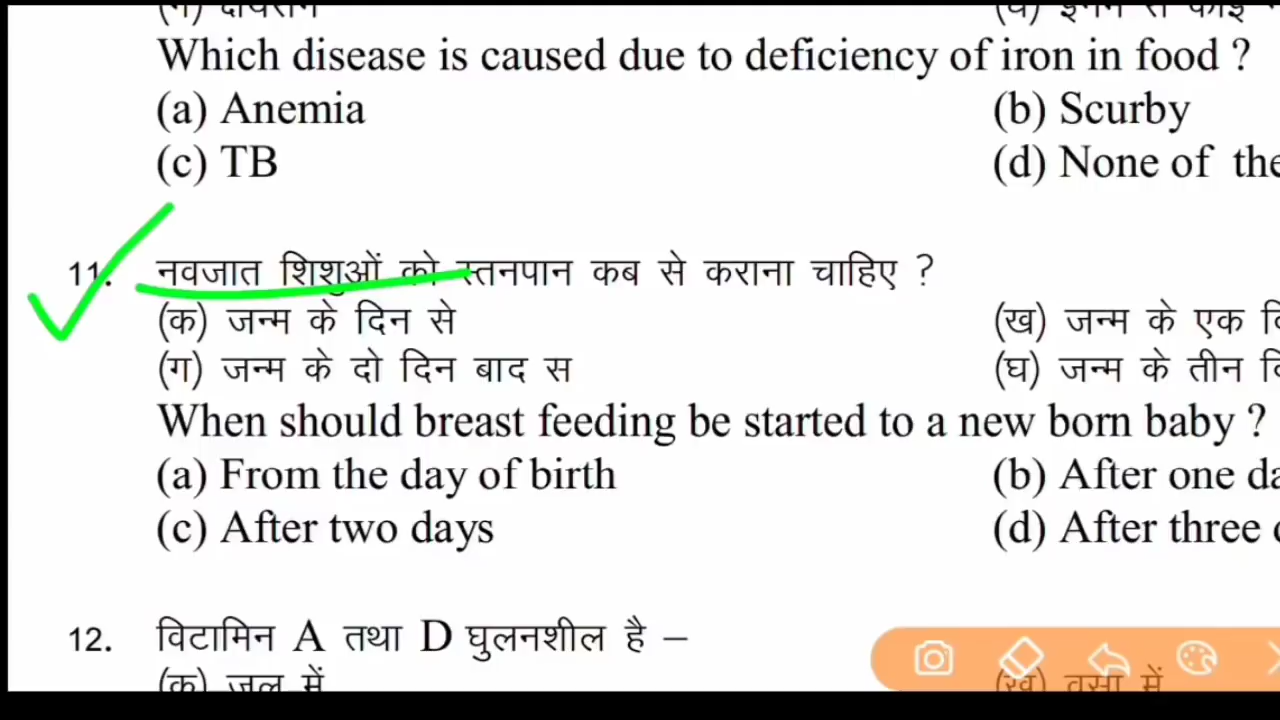 Which disease is caused due to deficiency of iron in food ?
(a) Anemia (b) Scurby
(c) TB (d) None of
11. नवजात शिशुओं को स्तनपान कब से कराना चाहिए ?
(क) जन्म के दिन से (ख) जन्म के एक
(ग) जन्म के दो दिन बाद स (घ) जन्म के तीन
When should breast feeding be started to a new born baby ?
(a) From the day of birth (b) After one
(c) After two days (d) After three
12. विटामिन A तथा D घुलनशील है –
(क) जल में (ख) वसा में